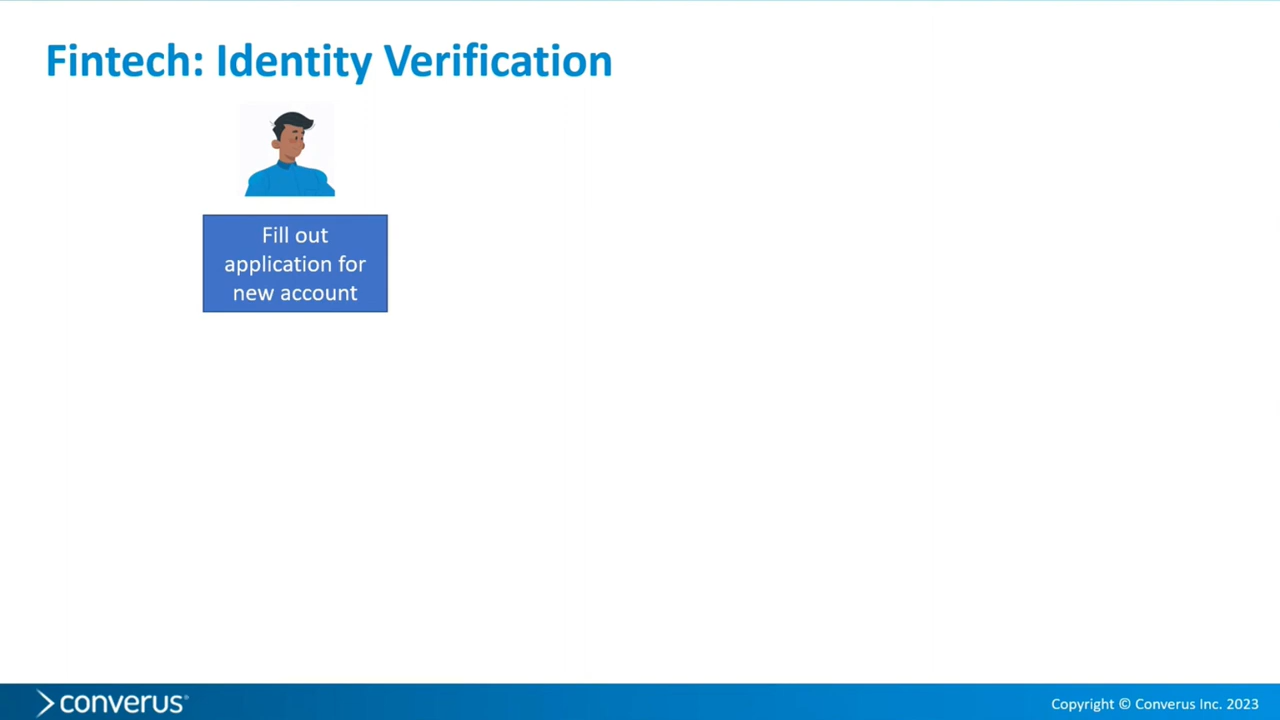 Fintech: Identity Verification
Fill out
application for
new account
converus®
Copyright © Converus Inc. 2023